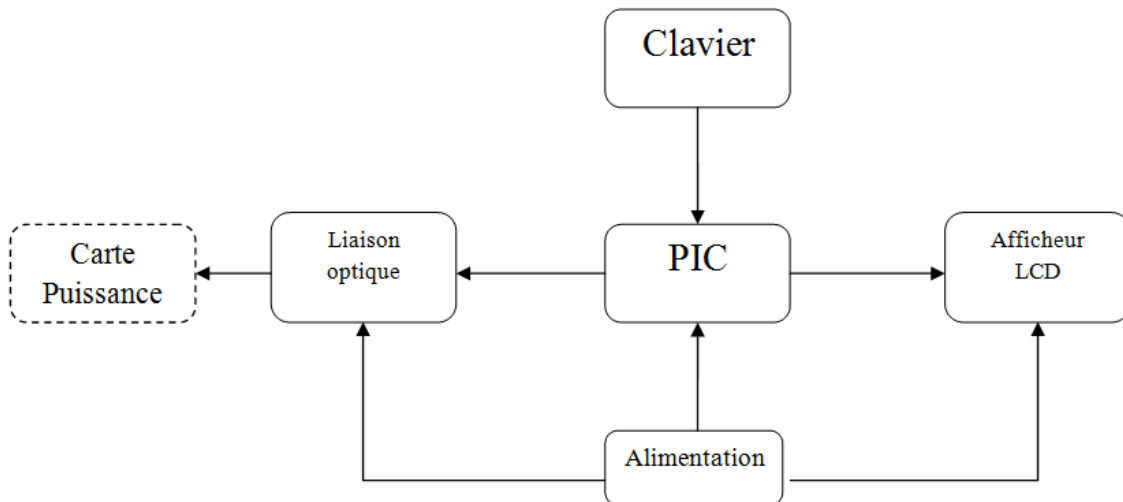 Clavier
Carte
Puissance
Liaison
optique
PIC
Afficheur
LCD
Alimentation